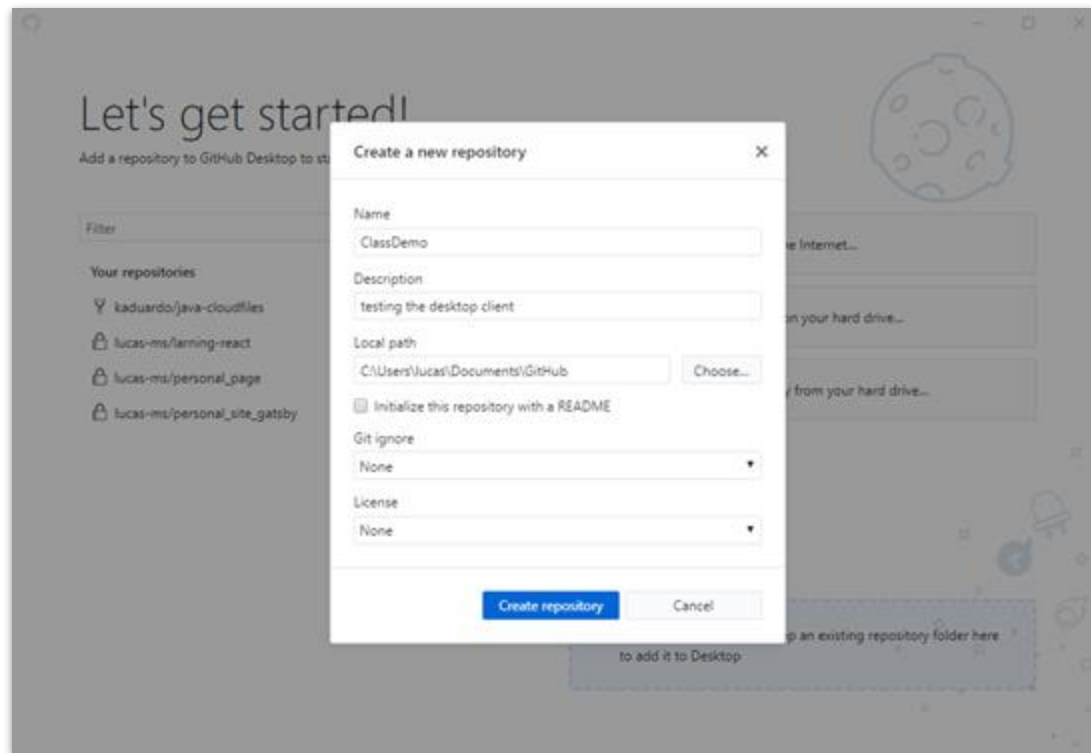 Let's get started!
Add a repository to GitHub Desktop to st
Filter
Your repositories
kaduardo/java-cloudfiles
lucas-ms/larning-react
lucas-ms/personal_page
lucas-ms/personal_site_gatsby
Create a new repository
Name
ClassDemo
Description
testing the desktop client
Local path
C:\Users\lucas\Documents\GitHub
Choose...
Initialize this repository with a README
Git ignore
None
License
None
Create repository
Cancel
e Internet...
on your hard drive...
y from your hard drive...
p an existing repository folder here
to add it to Desktop